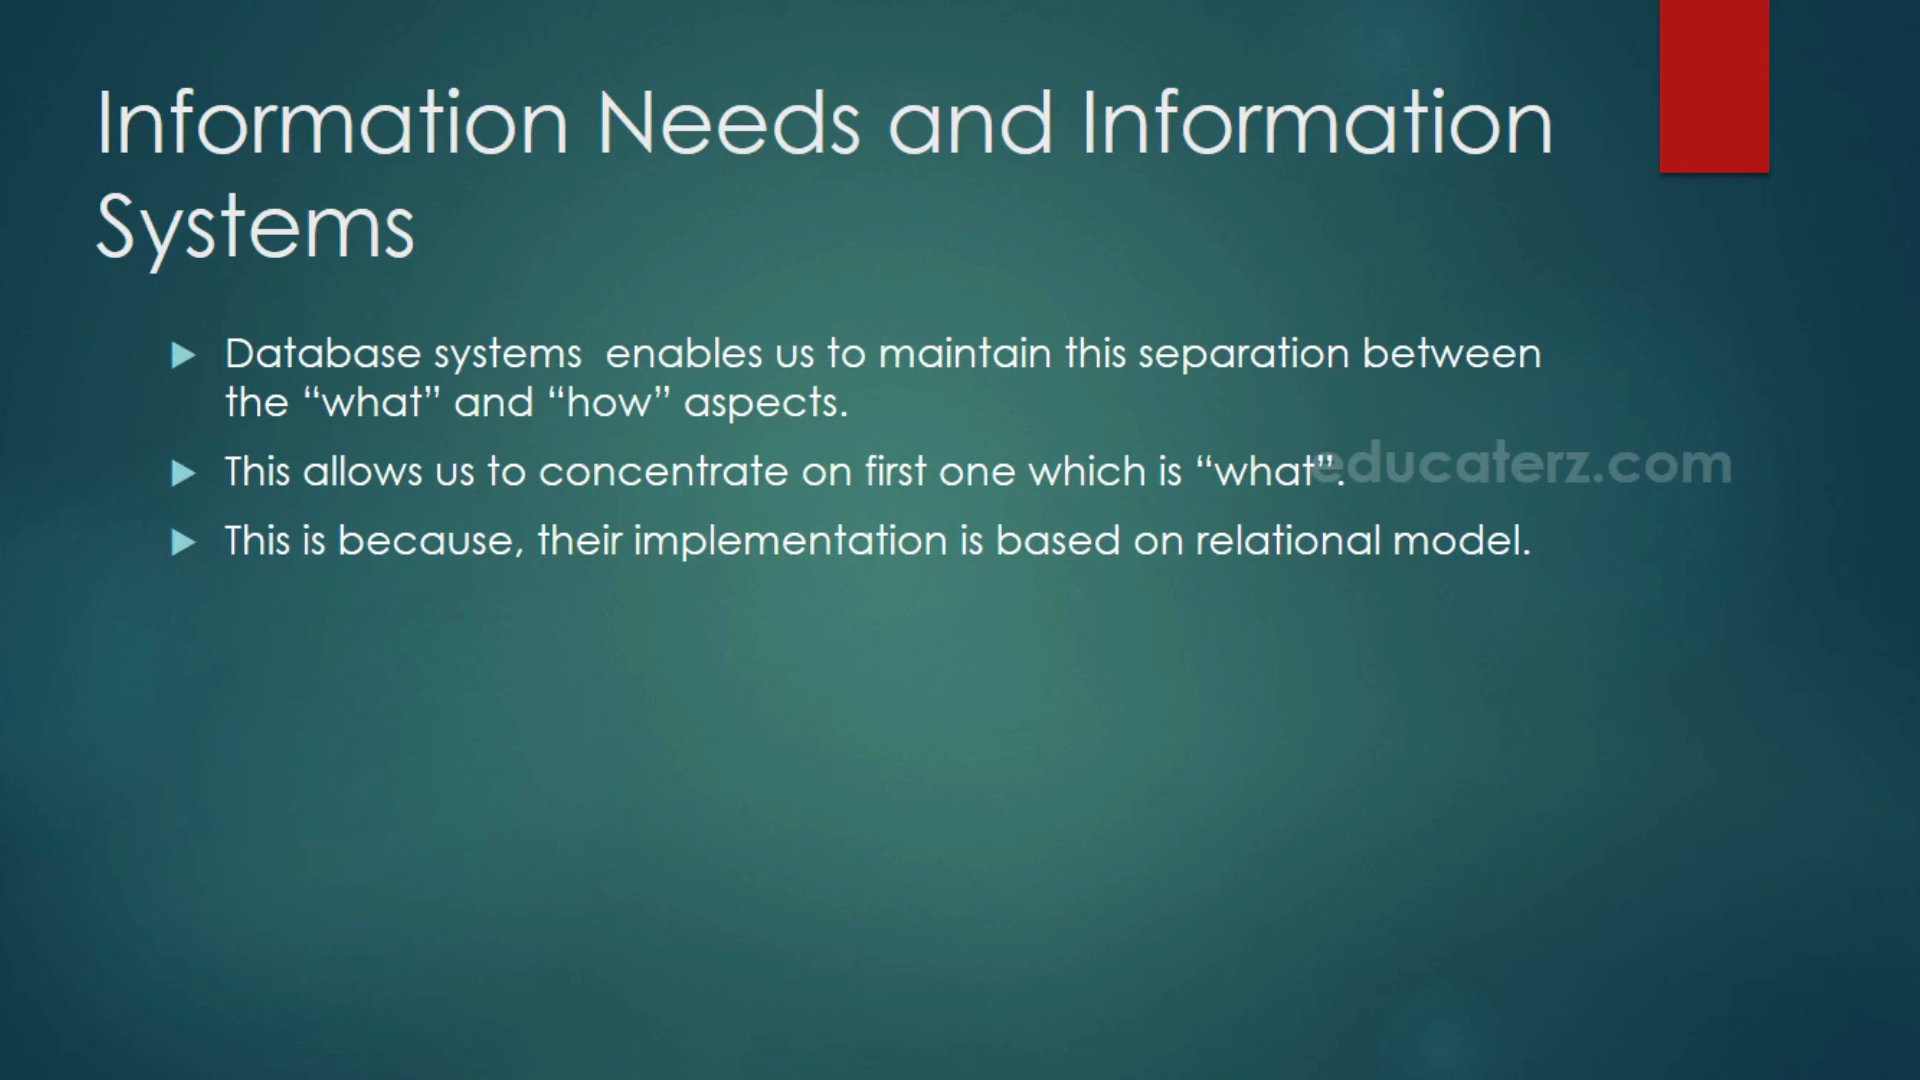 Information Needs and Information
Systems
Database systems  enables us to maintain this separation between
the “what” and “how” aspects.
This allows us to concentrate on first one which is “what”.
educaterz.com
This is because, their implementation is based on relational model.